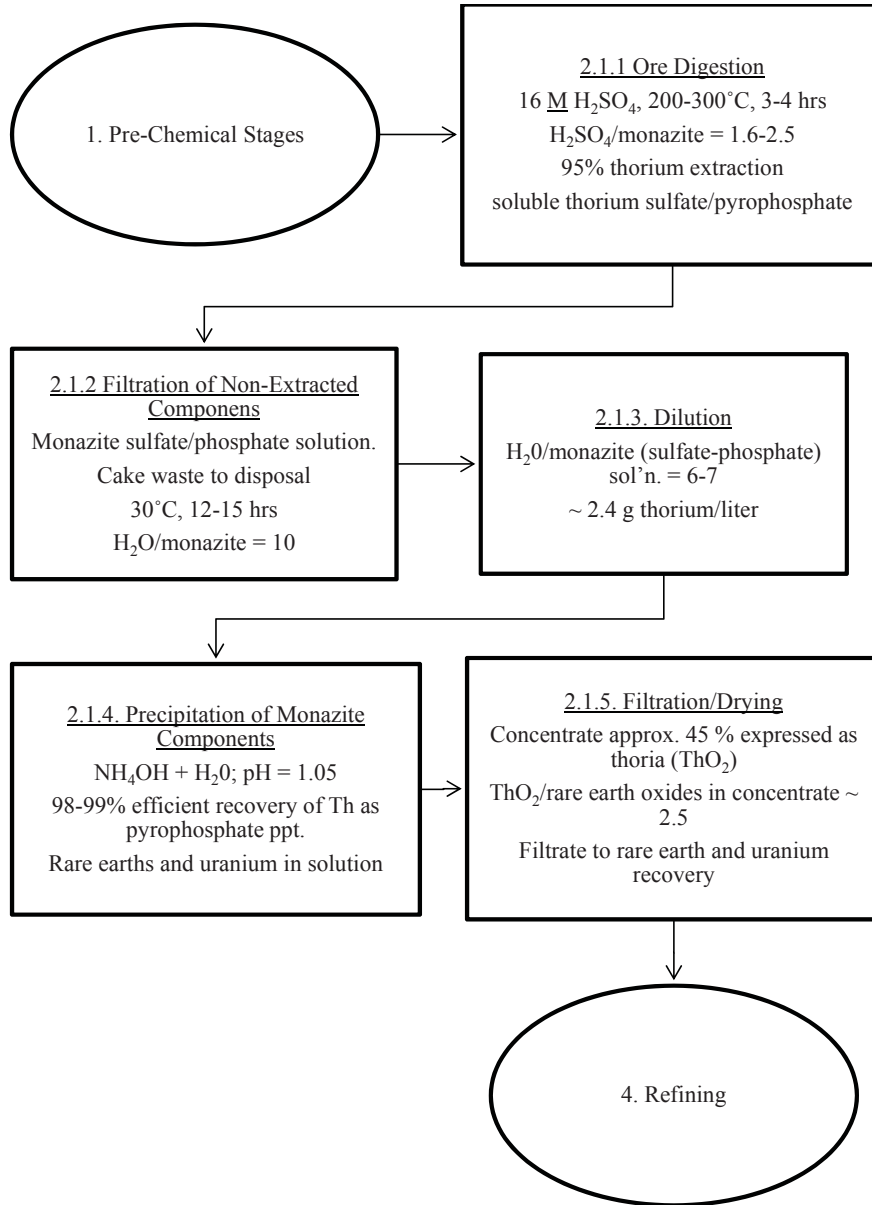 1. Pre-Chemical Stages
2.1.1 Ore Digestion
16 M H₂SO₄, 200-300˚C, 3-4 hrs
H₂SO₄/monazite = 1.6-2.5
95% thorium extraction
soluble thorium sulfate/pyrophosphate
2.1.2 Filtration of Non-Extracted
Componens
Monazite sulfate/phosphate solution.
Cake waste to disposal
30˚C, 12-15 hrs
H₂O/monazite = 10
2.1.3. Dilution
H₂0/monazite (sulfate-phosphate)
sol’n. = 6-7
~ 2.4 g thorium/liter
2.1.4. Precipitation of Monazite
Components
NH₄OH + H₂0; pH = 1.05
98-99% efficient recovery of Th as
pyrophosphate ppt.
Rare earths and uranium in solution
2.1.5. Filtration/Drying
Concentrate approx. 45 % expressed as
thoria (ThO₂)
ThO₂/rare earth oxides in concentrate ~
2.5
Filtrate to rare earth and uranium
recovery
4. Refining